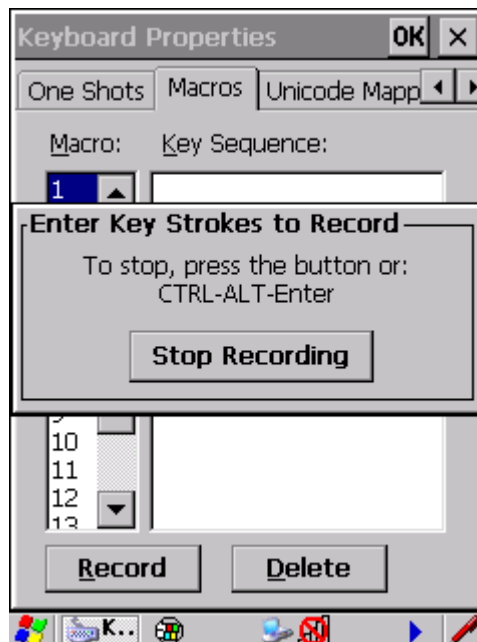 Keyboard Properties OK ×
One Shots Macros Unicode Mapp
Macro: Key Sequence:
1
Enter Key Strokes to Record
To stop, press the button or:
CTRL-ALT-Enter
Stop Recording
10
11
12
13
Record Delete
K..